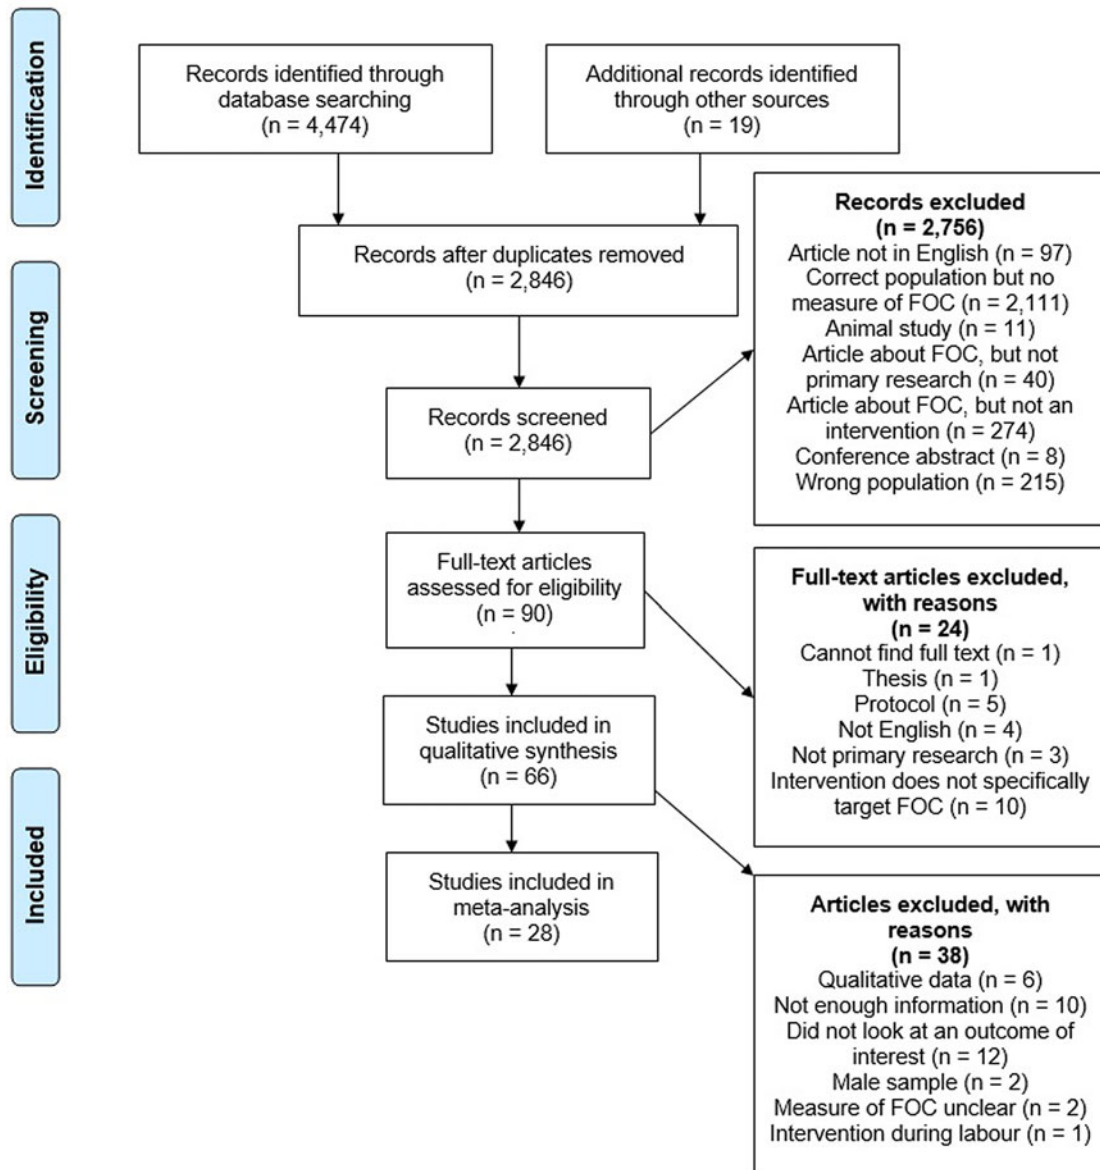 Identification
Records identified through
database searching
(n = 4,474)
Additional records identified
through other sources
(n = 19)
Records after duplicates removed
(n = 2,846)
Screening
Records screened
(n = 2,846)
Records excluded
(n = 2,756)
Article not in English (n = 97)
Correct population but no
measure of FOC (n = 2,111)
Animal study (n = 11)
Article about FOC, but not
primary research (n = 40)
Article about FOC, but not an
intervention (n = 274)
Conference abstract (n = 8)
Wrong population (n = 215)
Eligibility
Full-text articles
assessed for eligibility
(n = 90)
Full-text articles excluded,
with reasons
(n = 24)
Cannot find full text (n = 1)
Thesis (n = 1)
Protocol (n = 5)
Not English (n = 4)
Not primary research (n = 3)
Intervention does not specifically
target FOC (n = 10)
Studies included in
qualitative synthesis
(n = 66)
Included
Studies included in
meta-analysis
(n = 28)
Articles excluded, with
reasons
(n = 38)
Qualitative data (n = 6)
Not enough information (n = 10)
Did not look at an outcome of
interest (n = 12)
Male sample (n = 2)
Measure of FOC unclear (n = 2)
Intervention during labour (n = 1)